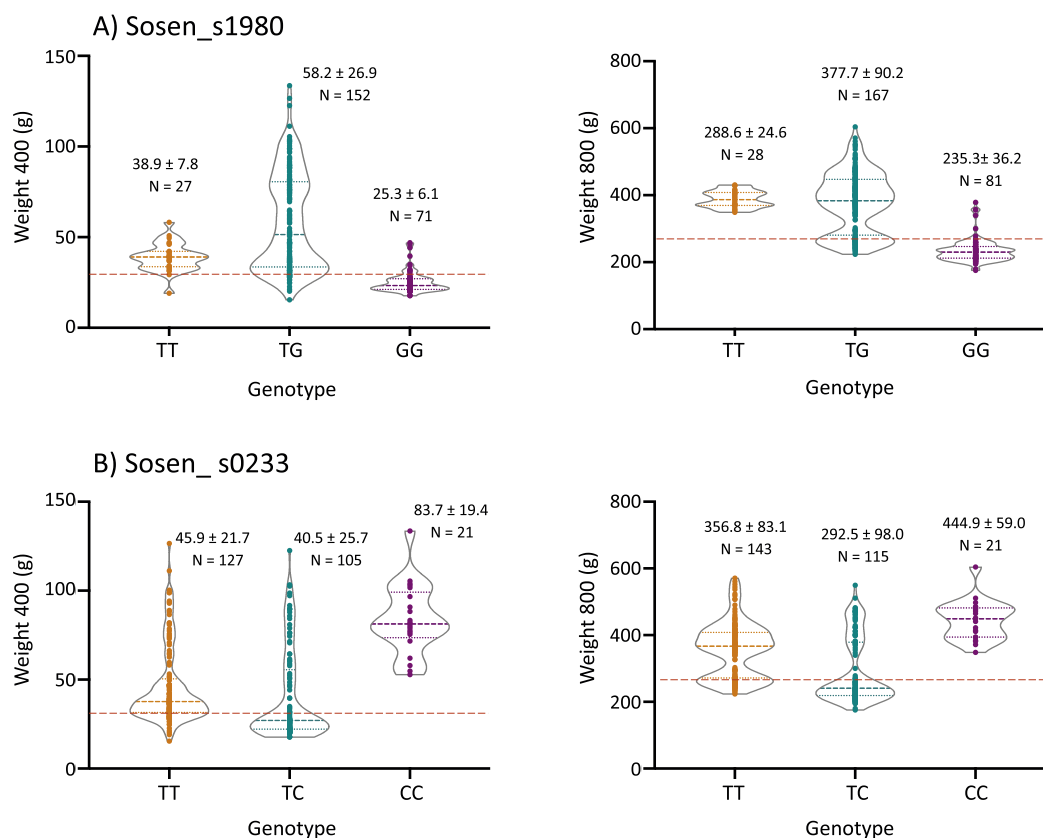 A) Sosen_s1980
Weight 400 (g)
150
100
50
0
38.9 ± 7.8
N = 27
58.2 ± 26.9
N = 152
25.3 ± 6.1
N = 71
TT
TG
GG
Genotype
Weight 800 (g)
800
600
400
200
0
288.6 ± 24.6
N = 28
377.7 ± 90.2
N = 167
235.3± 36.2
N = 81
TT
TG
GG
Genotype
B) Sosen_ s0233
Weight 400 (g)
150
100
50
0
45.9 ± 21.7
N = 127
40.5 ± 25.7
N = 105
83.7 ± 19.4
N = 21
TT
TC
CC
Genotype
Weight 800 (g)
800
600
400
200
0
356.8 ± 83.1
N = 143
292.5 ± 98.0
N = 115
444.9 ± 59.0
N = 21
TT
TC
CC
Genotype